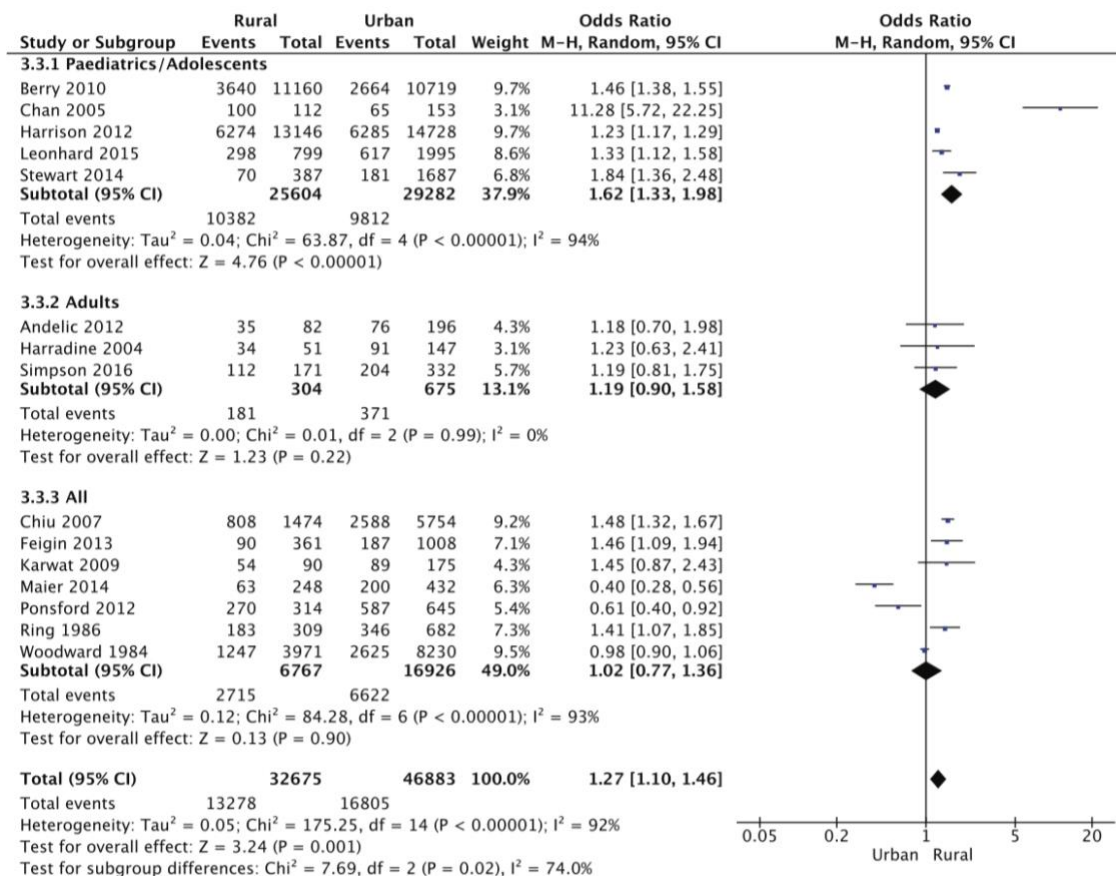 Rural Urban Odds Ratio Odds Ratio
Study or Subgroup Events Total Events Total Weight M-H, Random, 95% CI M-H, Random, 95% CI
3.3.1 Paediatrics/Adolescents
Berry 2010 3640 11160 2664 10719 9.7% 1.46 [1.38, 1.55]
Chan 2005 100 112 65 153 3.1% 11.28 [5.72, 22.25]
Harrison 2012 6274 13146 6285 14728 9.7% 1.23 [1.17, 1.29]
Leonhard 2015 298 799 617 1995 8.6% 1.33 [1.12, 1.58]
Stewart 2014 70 387 181 1687 6.8% 1.84 [1.36, 2.48]
Subtotal (95% CI) 25604 29282 37.9% 1.62 [1.33, 1.98]
Total events 10382 9812
Heterogeneity: Tau² = 0.04; Chi² = 63.87, df = 4 (P < 0.00001); I² = 94%
Test for overall effect: Z = 4.76 (P < 0.00001)
3.3.2 Adults
Andelic 2012 35 82 76 196 4.3% 1.18 [0.70, 1.98]
Harradine 2004 34 51 91 147 3.1% 1.23 [0.63, 2.41]
Simpson 2016 112 171 204 332 5.7% 1.19 [0.81, 1.75]
Subtotal (95% CI) 304 675 13.1% 1.19 [0.90, 1.58]
Total events 181 371
Heterogeneity: Tau² = 0.00; Chi² = 0.01, df = 2 (P = 0.99); I² = 0%
Test for overall effect: Z = 1.23 (P = 0.22)
3.3.3 All
Chiu 2007 808 1474 2588 5754 9.2% 1.48 [1.32, 1.67]
Feigin 2013 90 361 187 1008 7.1% 1.46 [1.09, 1.94]
Karwat 2009 54 90 89 175 4.3% 1.45 [0.87, 2.43]
Maier 2014 63 248 200 432 6.3% 0.40 [0.28, 0.56]
Ponsford 2012 270 314 587 645 5.4% 0.61 [0.40, 0.92]
Ring 1986 183 309 346 682 7.3% 1.41 [1.07, 1.85]
Woodward 1984 1247 3971 2625 8230 9.5% 0.98 [0.90, 1.06]
Subtotal (95% CI) 6767 16926 49.0% 1.02 [0.77, 1.36]
Total events 2715 6622
Heterogeneity: Tau² = 0.12; Chi² = 84.28, df = 6 (P < 0.00001); I² = 93%
Test for overall effect: Z = 0.13 (P = 0.90)
Total (95% CI) 32675 46883 100.0% 1.27 [1.10, 1.46]
Total events 13278 16805
Heterogeneity: Tau² = 0.05; Chi² = 175.25, df = 14 (P < 0.00001); I² = 92%
Test for overall effect: Z = 3.24 (P = 0.001)
Test for subgroup differences: Chi² = 7.69, df = 2 (P = 0.02), I² = 74.0%
0.05 0.2 1 5 20
Urban Rural